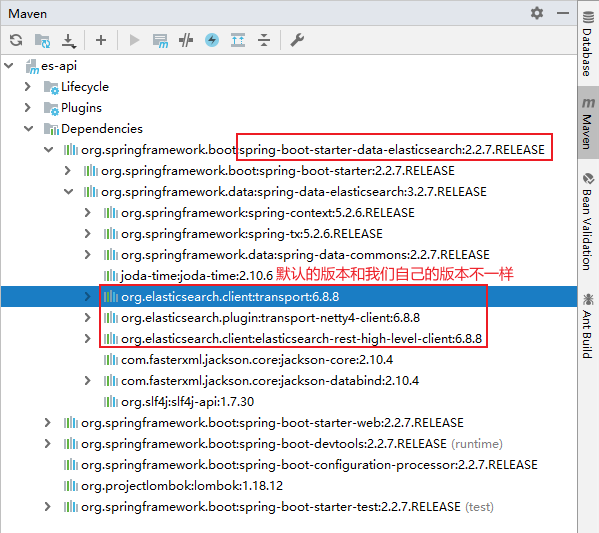 Maven
es-api
Lifecycle
Plugins
Dependencies
org.springframework.boot:spring-boot-starter-data-elasticsearch:2.2.7.RELEASE
org.springframework.boot:spring-boot-starter:2.2.7.RELEASE
org.springframework.data:spring-data-elasticsearch:3.2.7.RELEASE
org.springframework:spring-context:5.2.6.RELEASE
org.springframework:spring-tx:5.2.6.RELEASE
org.springframework.data:spring-data-commons:2.2.7.RELEASE
joda-time:joda-time:2.10.6 默认的版本和我们自己的版本不一样
org.elasticsearch.client:transport:6.8.8
org.elasticsearch.plugin:transport-netty4-client:6.8.8
org.elasticsearch.client:elasticsearch-rest-high-level-client:6.8.8
com.fasterxml.jackson.core:jackson-core:2.10.4
com.fasterxml.jackson.core:jackson-databind:2.10.4
org.slf4j:slf4j-api:1.7.30
org.springframework.boot:spring-boot-starter-web:2.2.7.RELEASE
org.springframework.boot:spring-boot-devtools:2.2.7.RELEASE (runtime)
org.springframework.boot:spring-boot-configuration-processor:2.2.7.RELEASE
org.projectlombok:lombok:1.18.12
org.springframework.boot:spring-boot-starter-test:2.2.7.RELEASE (test)
Database
m Maven
Bean Validation
Ant Build